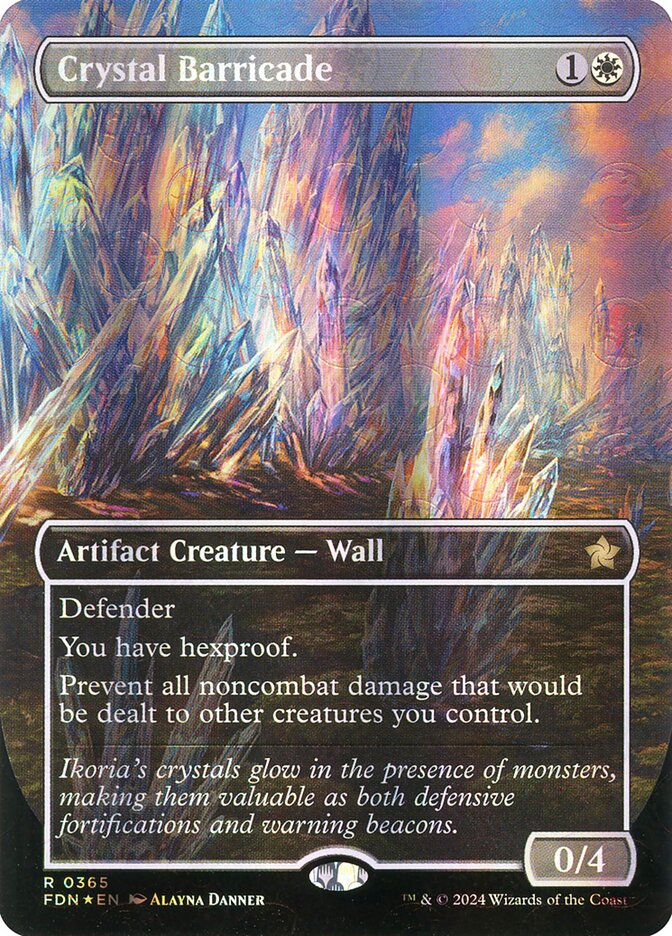 Crystal Barricade 1
Artifact Creature — Wall
Defender
You have hexproof.
Prevent all noncombat damage that would
be dealt to other creatures you control.
Ikoria's crystals glow in the presence of monsters,
making them valuable as both defensive
fortifications and warning beacons.
0/4
R 0365
FDN★EN ALAYNA DANNER
™ & © 2024 Wizards of the Coast